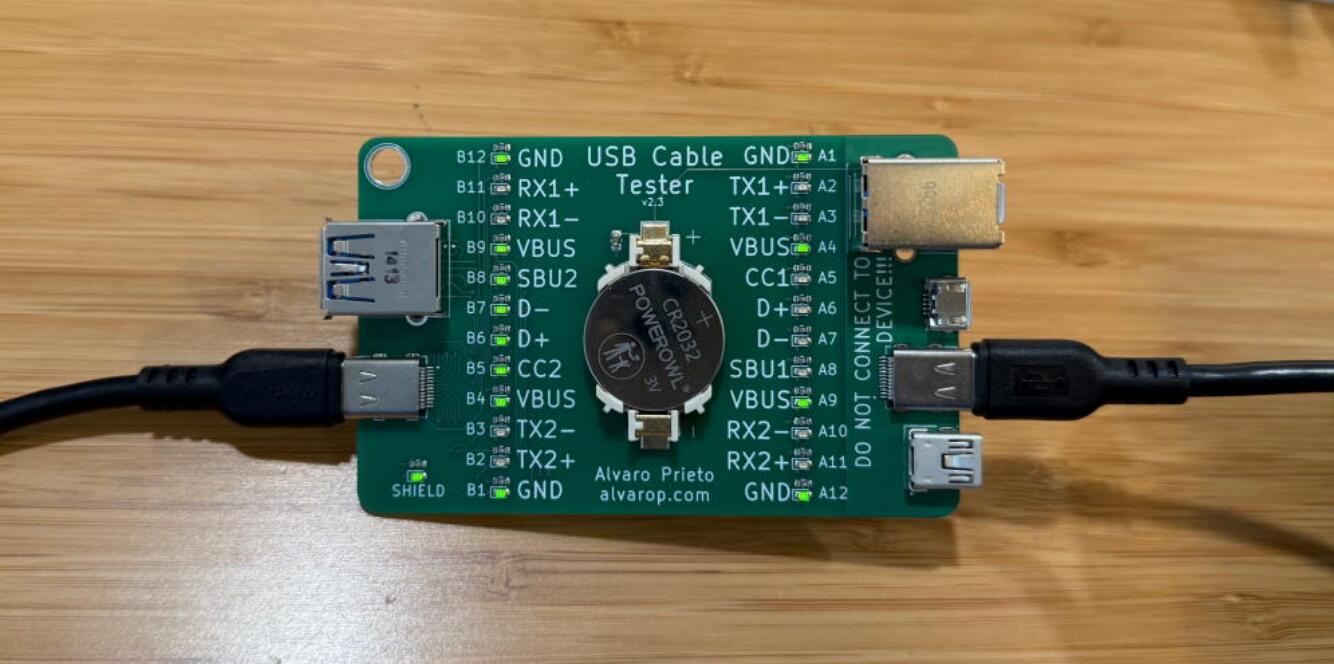 USB Cable
Tester
v2.3
B12 GND
B11 RX1+
B10 RX1-
B9 VBUS
B8 SBU2
B7 D-
B6 D+
B5 CC2
B4 VBUS
B3 TX2-
B2 TX2+
B1 GND
SHIELD
+
CR2032
POWEROWL®
3V
+
-
Alvaro Prieto
alvarop.com
GND A1
TX1+ A2
TX1- A3
VBUS A4
CC1 A5
D+ A6
D- A7
SBU1 A8
VBUS A9
RX2- A10
RX2+ A11
GND A12
DO NOT CONNECT TO
DEVICE!!!
1413